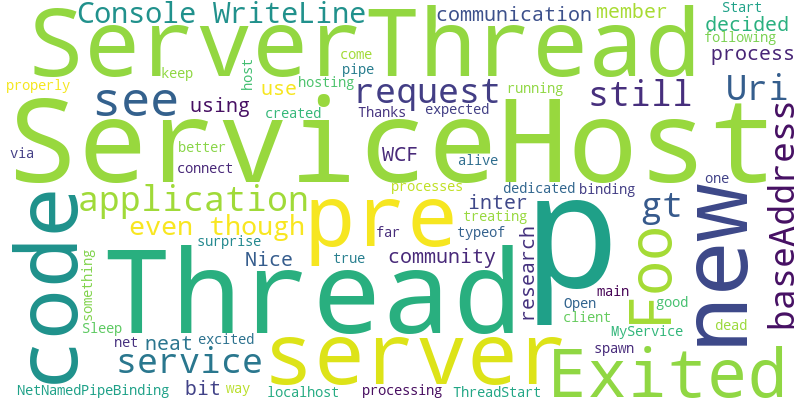 Console WriteLine
communication
member
Start
decided
following
process
ServerThread
come
pipe
keep
properly
host
hosting
use
see
using
created
request
Thanks
expected
running
still
Uri
ServiceHost
via
better
connect
WCF
alive
baseAddress
code
application
processes
dedicated
binding
one
pre
p
inter
gt
new
even though
treating
far
typeof
surprise
Nice
true
community
research
Foo
something
Thread
main
Open
good
client
MyService
dead
Sleep
net
neat
excited
server
spawn
service
Exited
NetNamedPipeBinding
bit
way
localhost
processing
ThreadStart